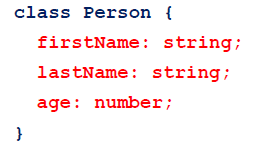 class Person {
  firstName: string;
  lastName: string;
  age: number;
}